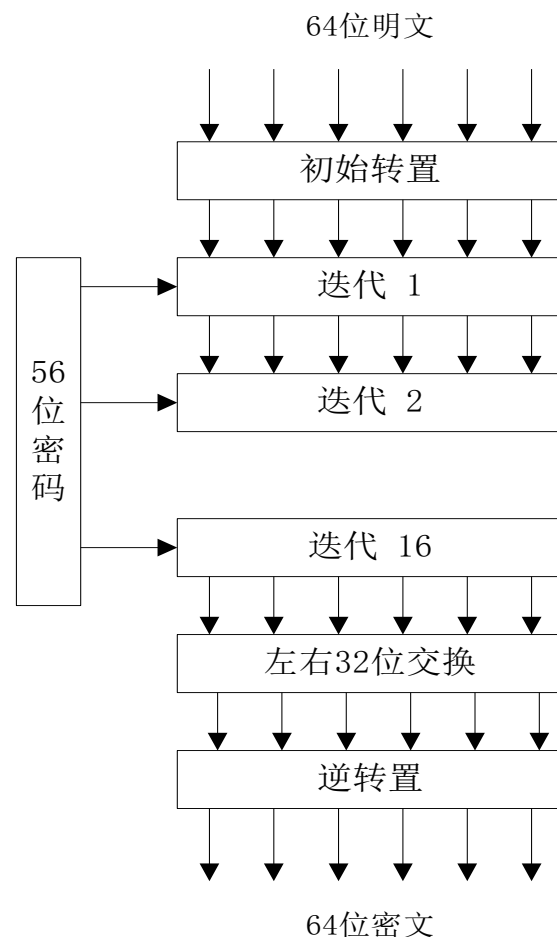 64位明文
初始转置
迭代 1
迭代 2
56
位
密
码
迭代 16
左右32位交换
逆转置
64位密文